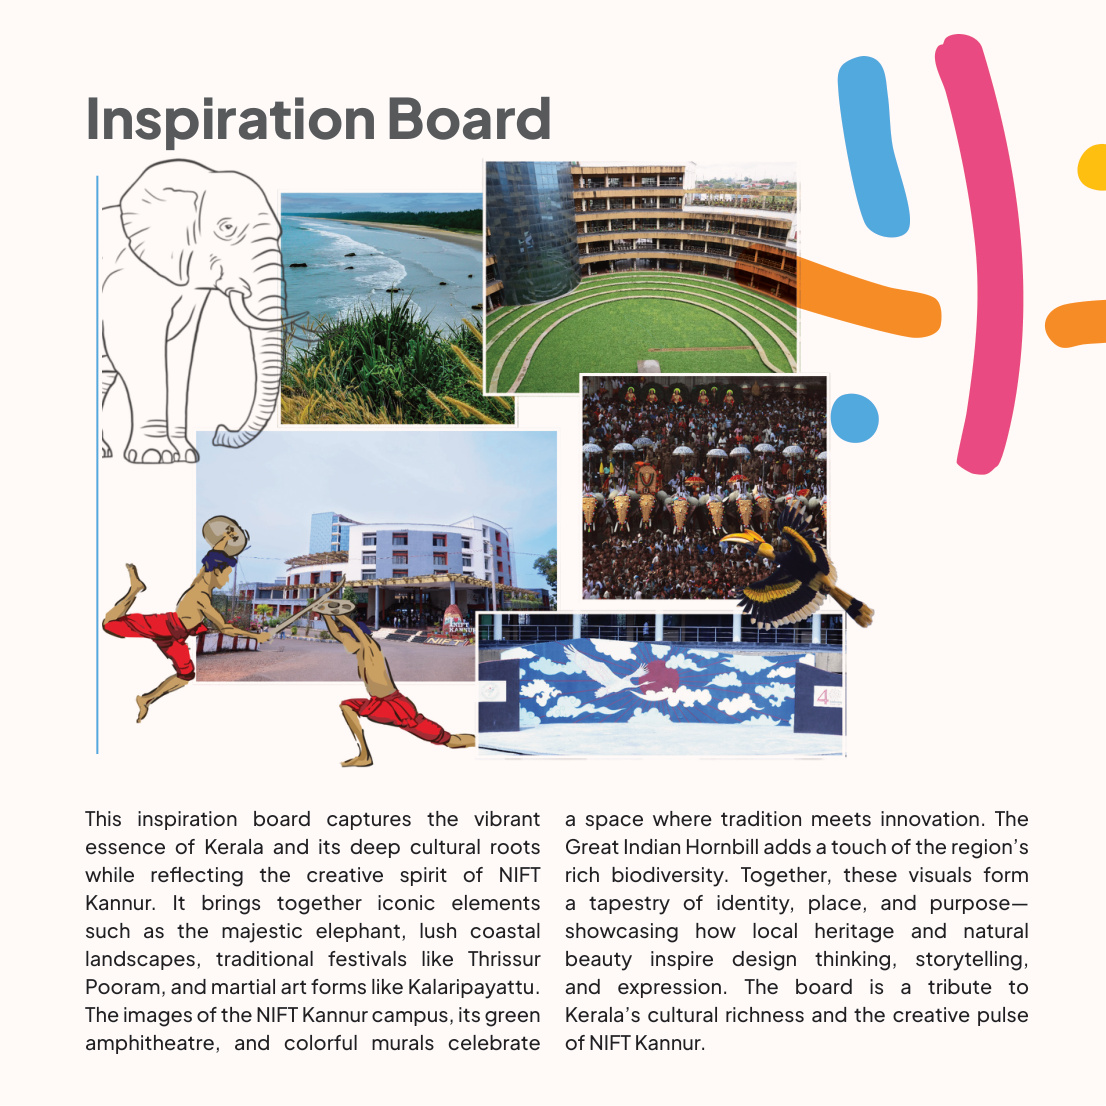 Inspiration Board
NIFT
KANNUR
NIFT
4
This inspiration board captures the vibrant
essence of Kerala and its deep cultural roots
while reflecting the creative spirit of NIFT
Kannur. It brings together iconic elements
such as the majestic elephant, lush coastal
landscapes, traditional festivals like Thrissur
Pooram, and martial art forms like Kalaripayattu.
The images of the NIFT Kannur campus, its green
amphitheatre, and colorful murals celebrate
a space where tradition meets innovation. The
Great Indian Hornbill adds a touch of the region’s
rich biodiversity. Together, these visuals form
a tapestry of identity, place, and purpose—
showcasing how local heritage and natural
beauty inspire design thinking, storytelling,
and expression. The board is a tribute to
Kerala’s cultural richness and the creative pulse
of NIFT Kannur.